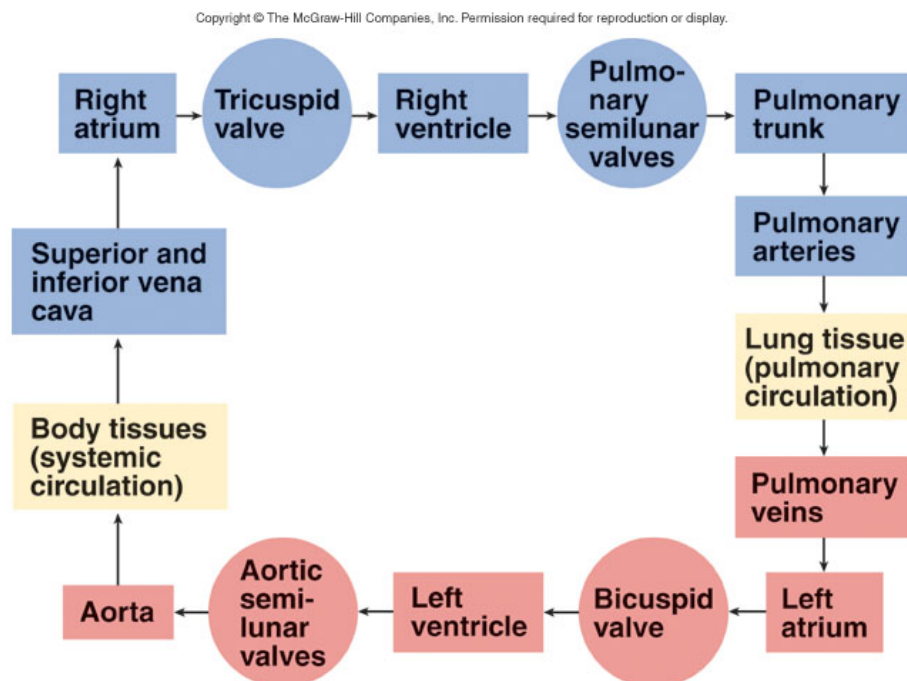 Copyright © The McGraw-Hill Companies, Inc. Permission required for reproduction or display.
Right
atrium
Tricuspid
valve
Right
ventricle
Pulmo-
nary
semilunar
valves
Pulmonary
trunk
Pulmonary
arteries
Lung tissue
(pulmonary
circulation)
Pulmonary
veins
Left
atrium
Bicuspid
valve
Left
ventricle
Aortic
semi-
lunar
valves
Aorta
Body tissues
(systemic
circulation)
Superior and
inferior vena
cava